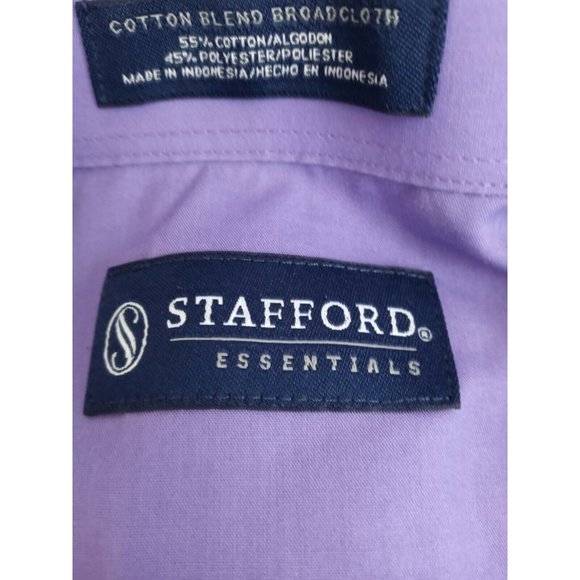 COTTON BLEND BROADCLOTH
55% COTTON/ALGODON
45% POLYESTER/POLIESTER
MADE IN INDONESIA/HECHO EN INDONESIA
S STAFFORD®
ESSENTIALS